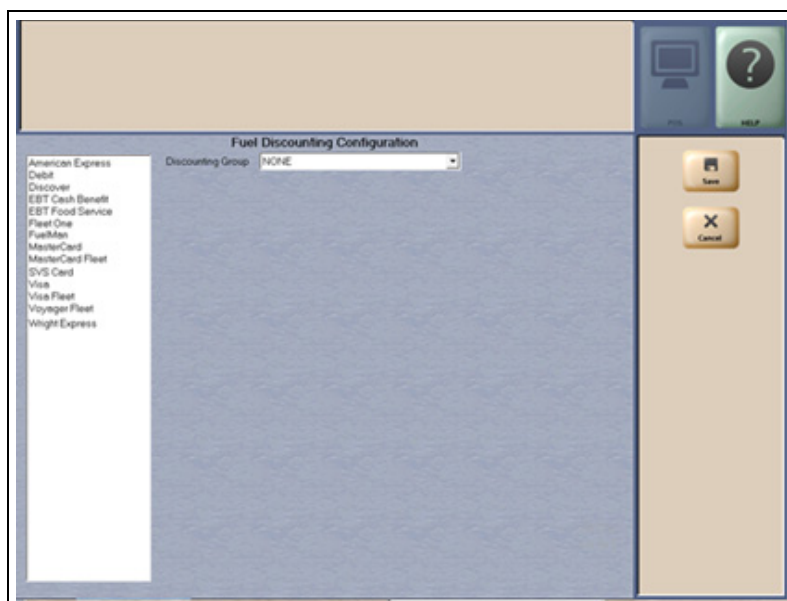 POS
HELP
Fuel Discounting Configuration
Discounting Group NONE
American Express
Debit
Discover
EBT Cash Benefit
EBT Food Service
Fleet One
FuelMan
MasterCard
MasterCard Fleet
SVS Card
Visa
Visa Fleet
Voyager Fleet
Wright Express
Save
Cancel